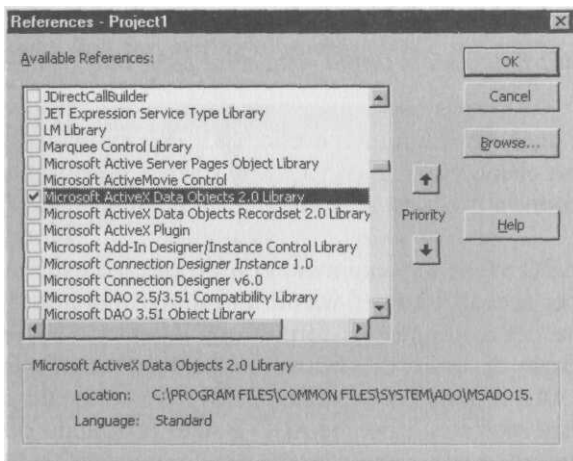 References - Project1
Available References:
JDirectCallBuilder
JET Expression Service Type Library
LM Library
Marquee Control Library
Microsoft Active Server Pages Object Library
Microsoft ActiveMovie Control
Microsoft ActiveX Data Objects 2.0 Library
Microsoft ActiveX Data Objects Recordset 2.0 Library
Microsoft ActiveX Plugin
Microsoft Add-In Designer/Instance Control Library
Microsoft Connection Designer Instance 1.0
Microsoft Connection Designer v6.0
Microsoft DAO 2.5/3.51 Compatibility Library
Microsoft DAO 3.51 Object Library
Priority
OK
Cancel
Browse...
Help
Microsoft ActiveX Data Objects 2.0 Library
Location: C:\PROGRAM FILES\COMMON FILES\SYSTEM\ADO\MSADO15.
Language: Standard